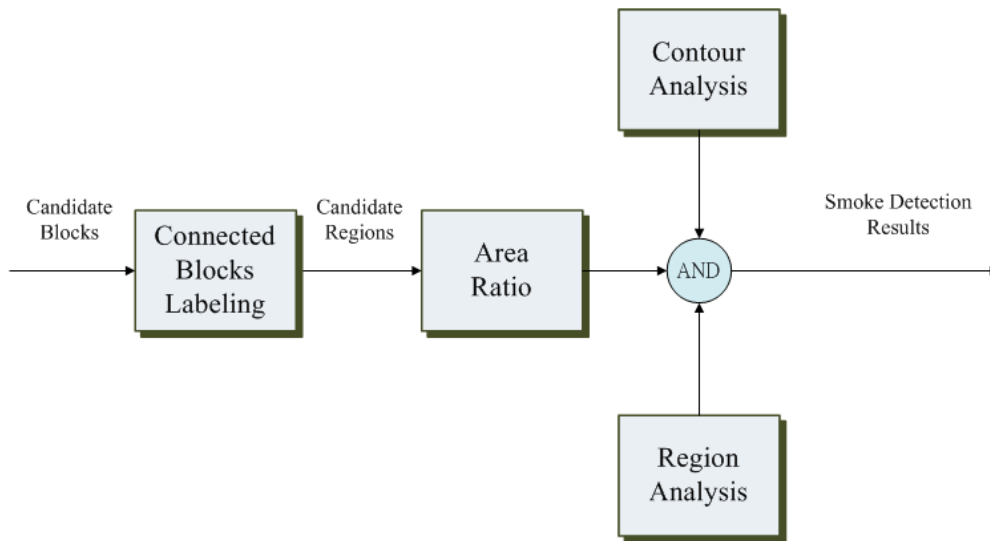 Candidate
Blocks
Connected
Blocks
Labeling
Candidate
Regions
Area
Ratio
Contour
Analysis
AND
Region
Analysis
Smoke Detection
Results